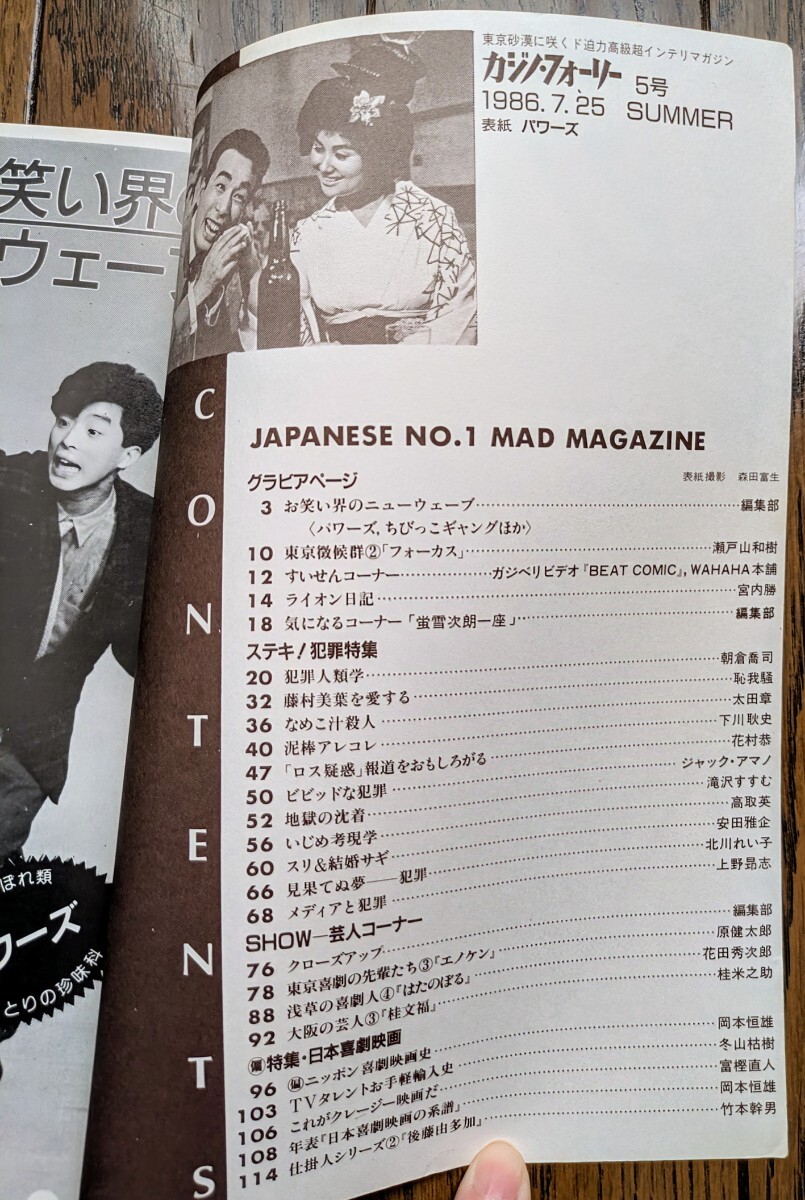 笑い界の
ウェーブ
ぽれ類
ワーズ
とりの珍味科
東京砂漠に咲くド迫力高級超インテリマガジン
カジノ・フォーリー 5号
1986.7.25 SUMMER
表紙 パワーズ
CONTENTS
JAPANESE NO.1 MAD MAGAZINE
表紙撮影 森田富生
グラビアページ
3 お笑い界のニューウェーブ 編集部
〈パワーズ,ちびっこギャングほか〉
10 東京徴候群②「フォーカス」 瀬戸山和樹
12 すいせんコーナー ガジベリビデオ『BEAT COMIC』, WAHAHA本舗
14 ライオン日記 宮内勝
18 気になるコーナー「蛍雪次朗一座」 編集部
ステキ!犯罪特集
20 犯罪人類学 朝倉喬司
32 藤村美葉を愛する 恥我騒
36 なめこ汁殺人 太田章
40 泥棒アレコレ 下川耿史
47 「ロス疑惑」報道をおもしろがる 花村恭
50 ビビッドな犯罪 ジャック・アマノ
52 地獄の沈着 滝沢すすむ
56 いじめ考現学 高取英
60 スリ&結婚サギ 安田雅企
66 見果てぬ夢──犯罪 北川れい子
68 メディアと犯罪 上野昻志
SHOW─芸人コーナー
76 クローズアップ 編集部
78 東京喜劇の先輩たち③『エノケン』 原健太郎
88 浅草の喜劇人④『はたのぼる』 花田秀次郎
92 大阪の芸人③『桂文福』 桂米之助
㊙特集・日本喜劇映画
96 ㊙ニッポン喜劇映画史 岡本恒雄
103 TVタレントお手軽輸入史 冬山枯樹
106 これがクレージー映画だ 富樫直人
108 年表『日本喜劇映画の系譜』 岡本恒雄
114 仕掛人シリーズ②『後藤由多加』 竹本幹男